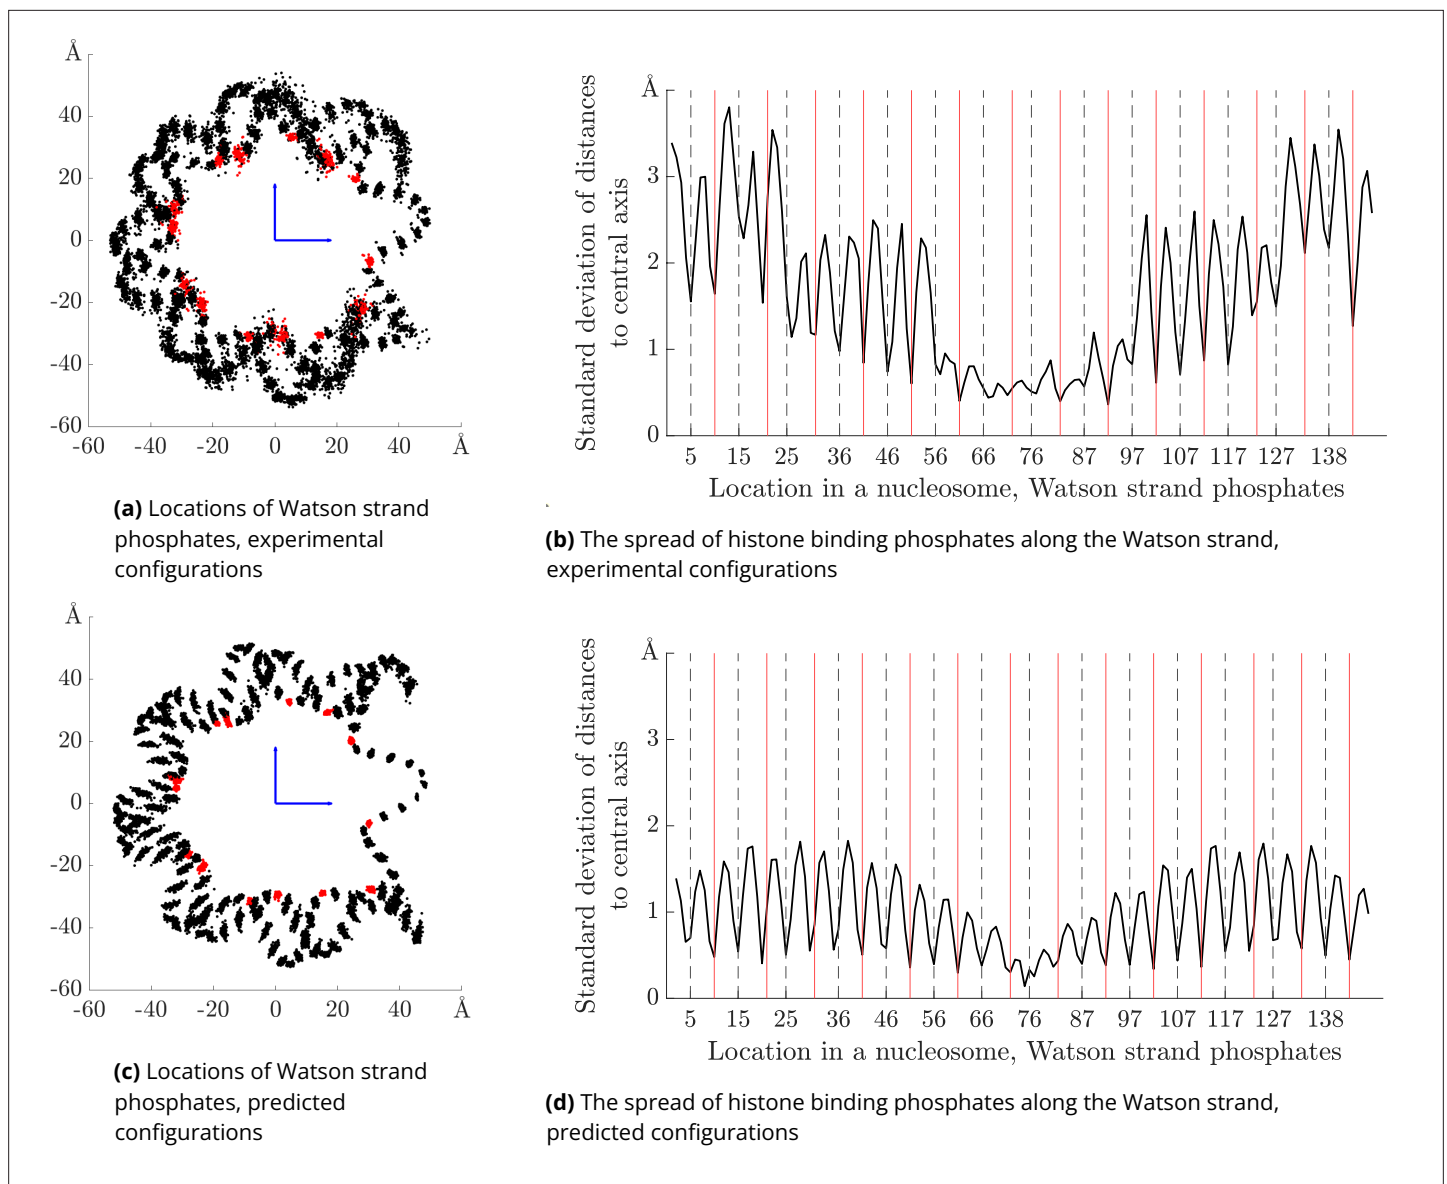 Å
40
20
0
-20
-40
-60
-60 -40 -20 0 20 40 Å
(a) Locations of Watson strand
phosphates, experimental
configurations
Standard deviation of distances
to central axis
Å
3
2
1
0
5 15 25 36 46 56 66 76 87 97 107 117 127 138
Location in a nucleosome, Watson strand phosphates
(b) The spread of histone binding phosphates along the Watson strand,
experimental configurations
Å
40
20
0
-20
-40
-60
-60 -40 -20 0 20 40 Å
(c) Locations of Watson strand
phosphates, predicted
configurations
Standard deviation of distances
to central axis
Å
3
2
1
0
5 15 25 36 46 56 66 76 87 97 107 117 127 138
Location in a nucleosome, Watson strand phosphates
(d) The spread of histone binding phosphates along the Watson strand,
predicted configurations